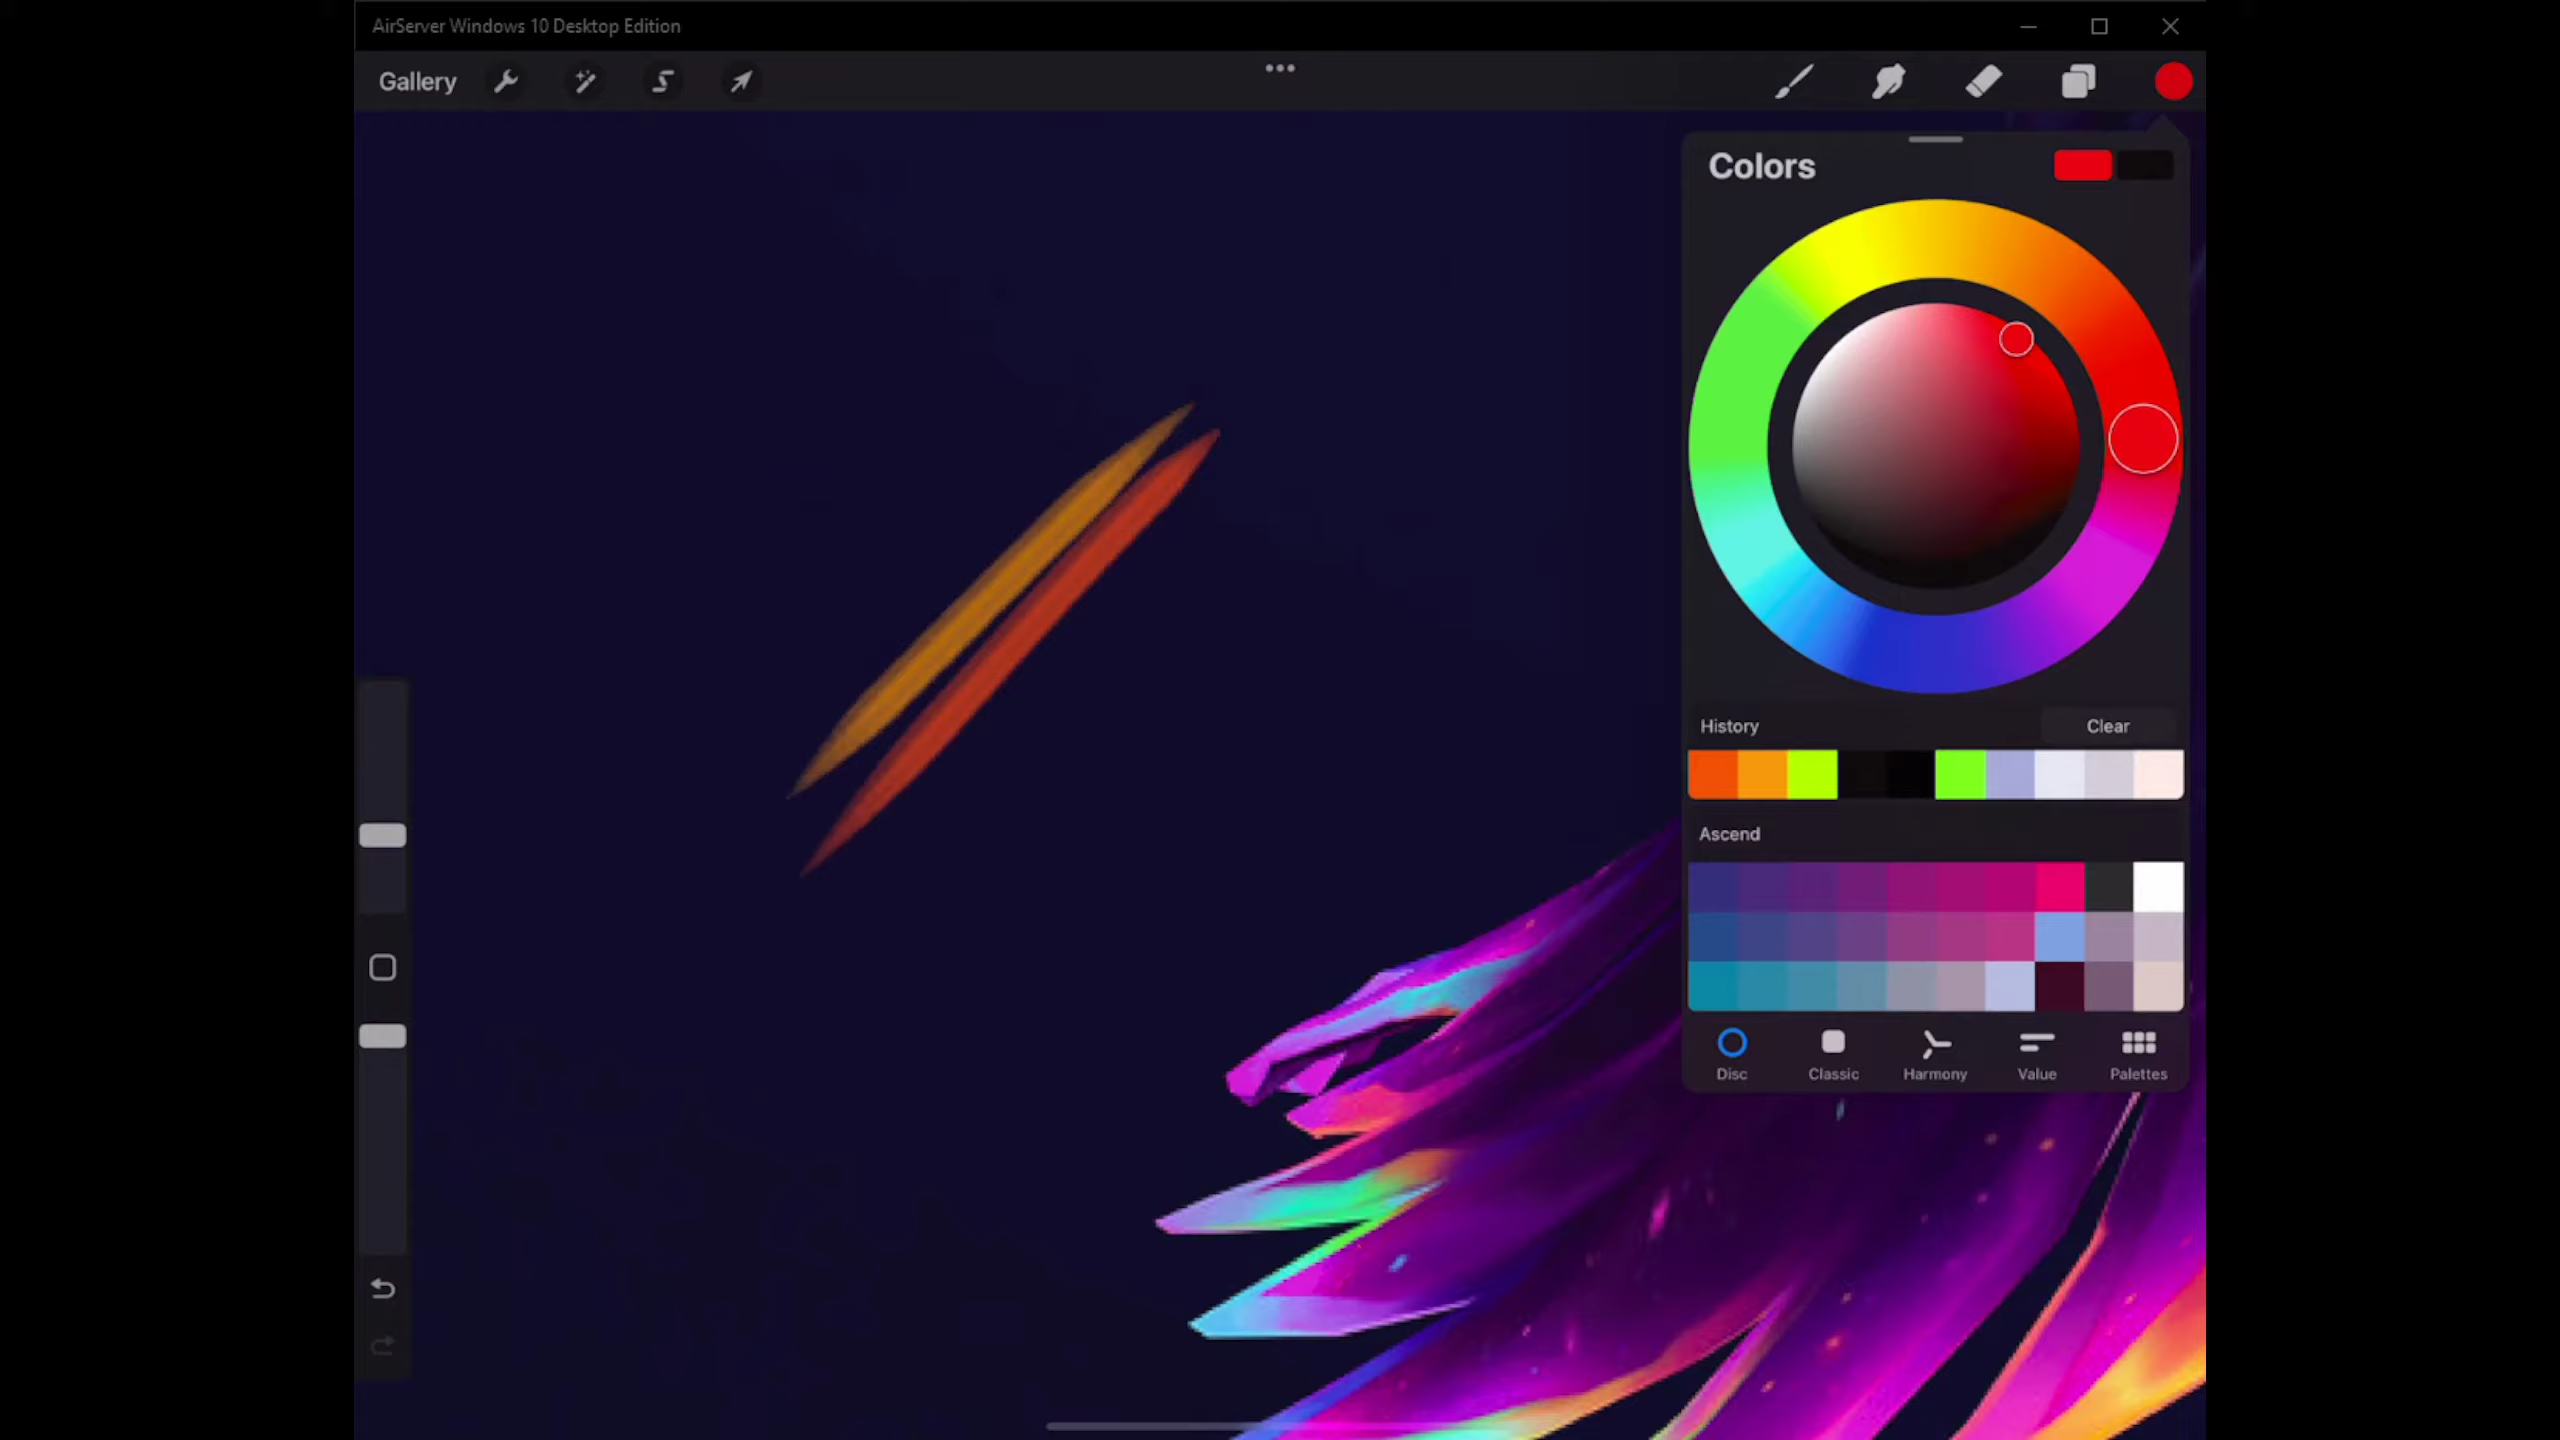 AirServer Windows 10 Desktop Edition
Gallery
Colors
History
Clear
Ascend
Disc
Classic
Harmony
Value
Palettes